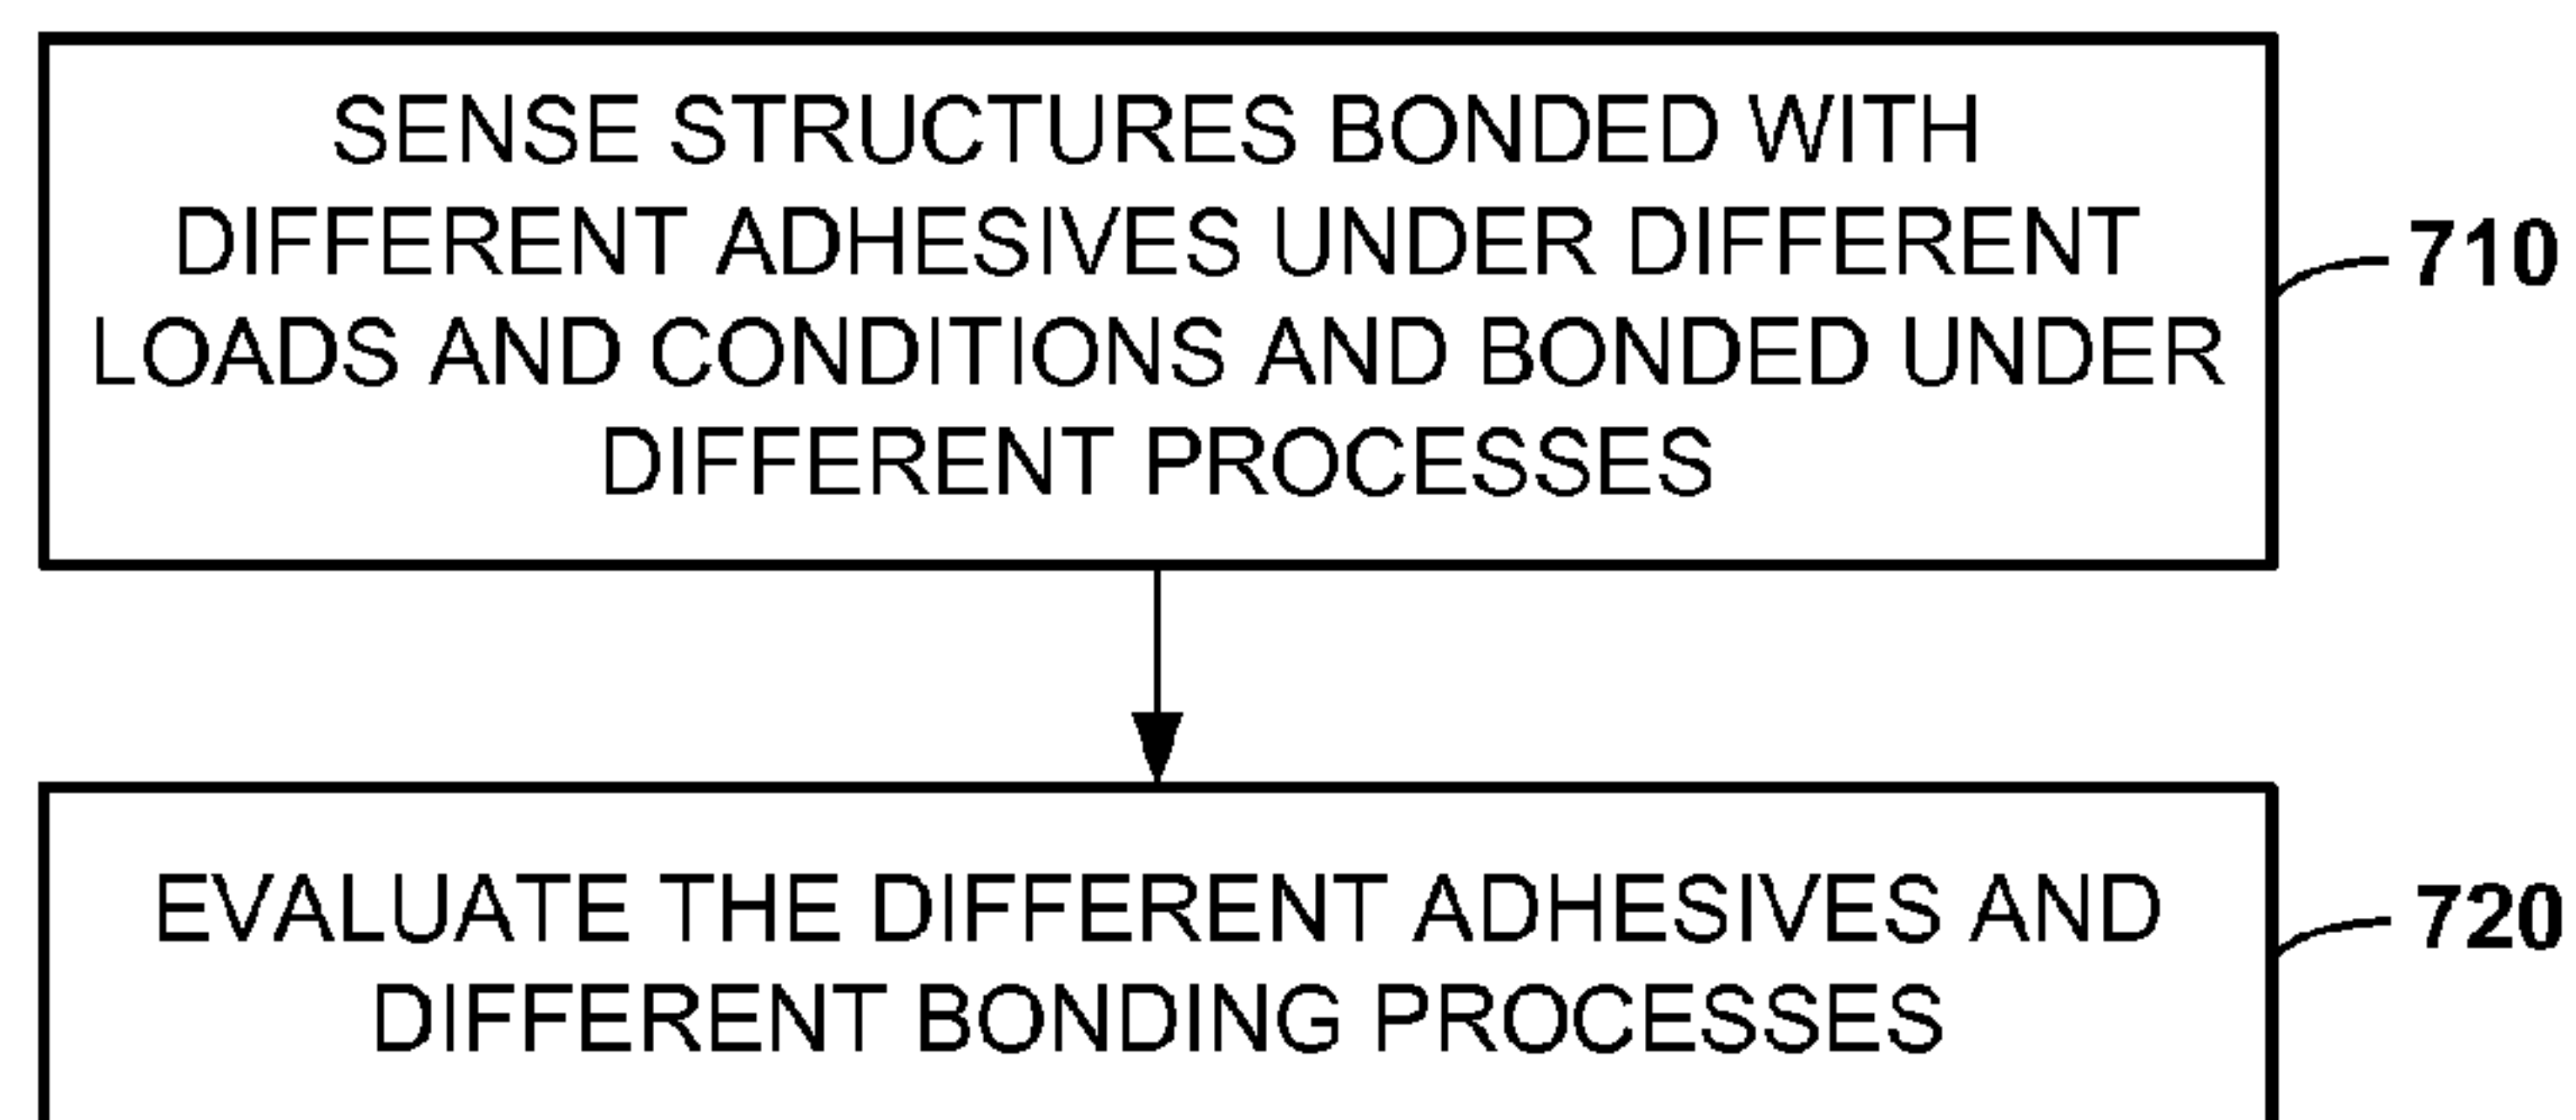 SENSE STRUCTURES BONDED WITH
DIFFERENT ADHESIVES UNDER DIFFERENT
LOADS AND CONDITIONS AND BONDED UNDER
DIFFERENT PROCESSES
710
EVALUATE THE DIFFERENT ADHESIVES AND
DIFFERENT BONDING PROCESSES
720